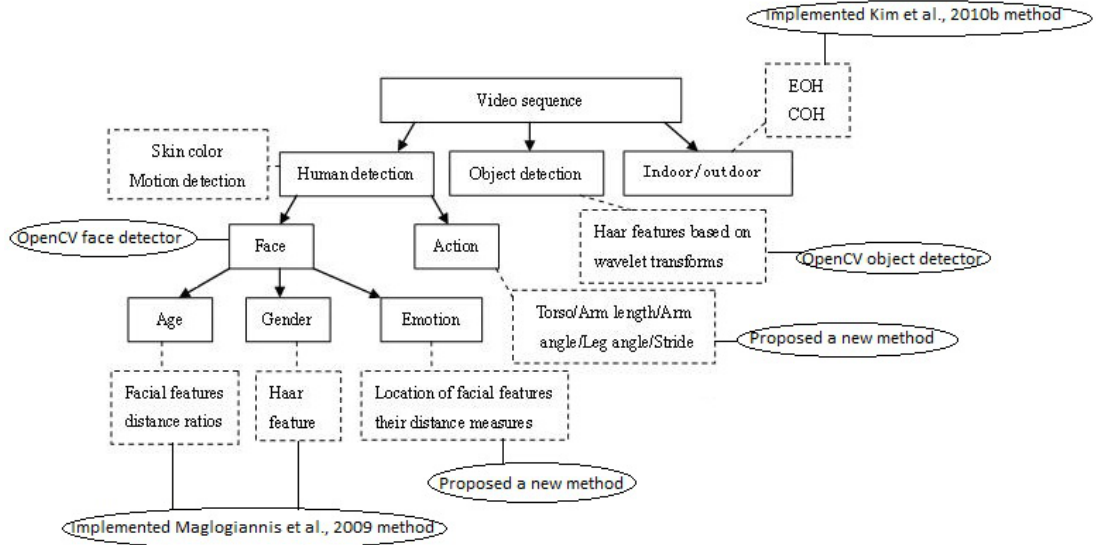 Implemented Kim et al., 2010b method
EOH
COH
Video sequence
Skin color
Motion detection
Human detection
Object detection
Indoor/outdoor
OpenCV face detector
Face
Action
Haar features based on
wavelet transforms
OpenCV object detector
Age
Gender
Emotion
Torso/Arm length/Arm
angle/Leg angle/Stride
Proposed a new method
Facial features
distance ratios
Haar
feature
Location of facial features
their distance measures
Proposed a new method
Implemented Maglogiannis et al., 2009 method